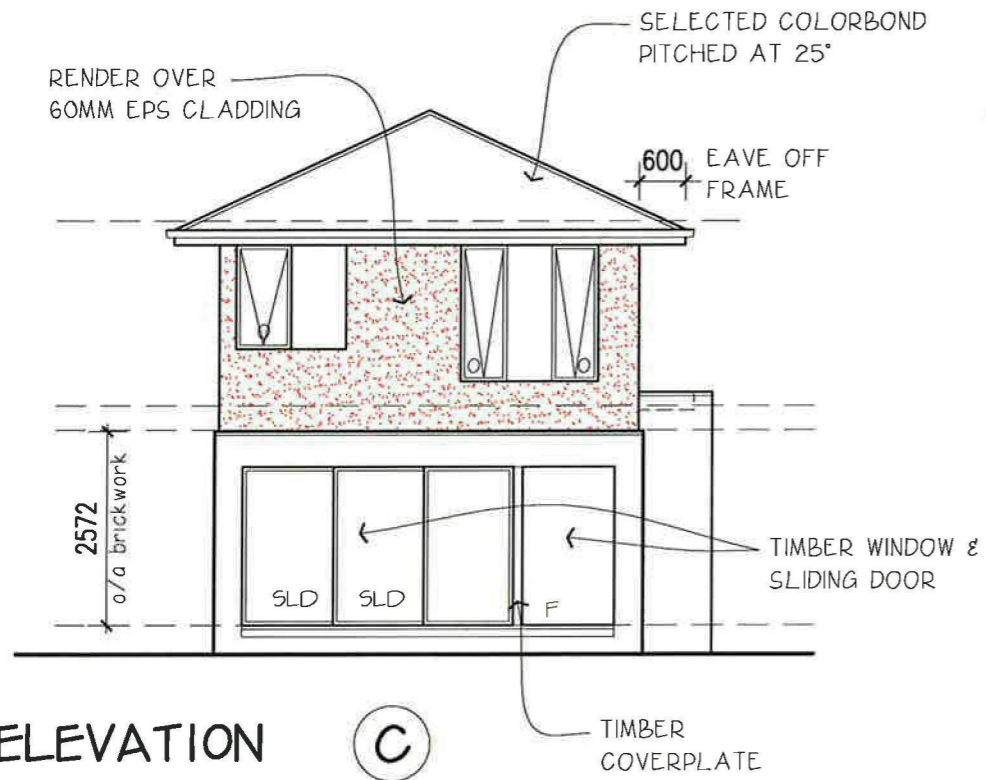 SELECTED COLORBOND
PITCHED AT 25°
RENDER OVER
60MM EPS CLADDING
600
EAVE OFF
FRAME
2572
o/a brickwork
SLD
SLD
F
TIMBER WINDOW &
SLIDING DOOR
ELEVATION
C
TIMBER
COVERPLATE